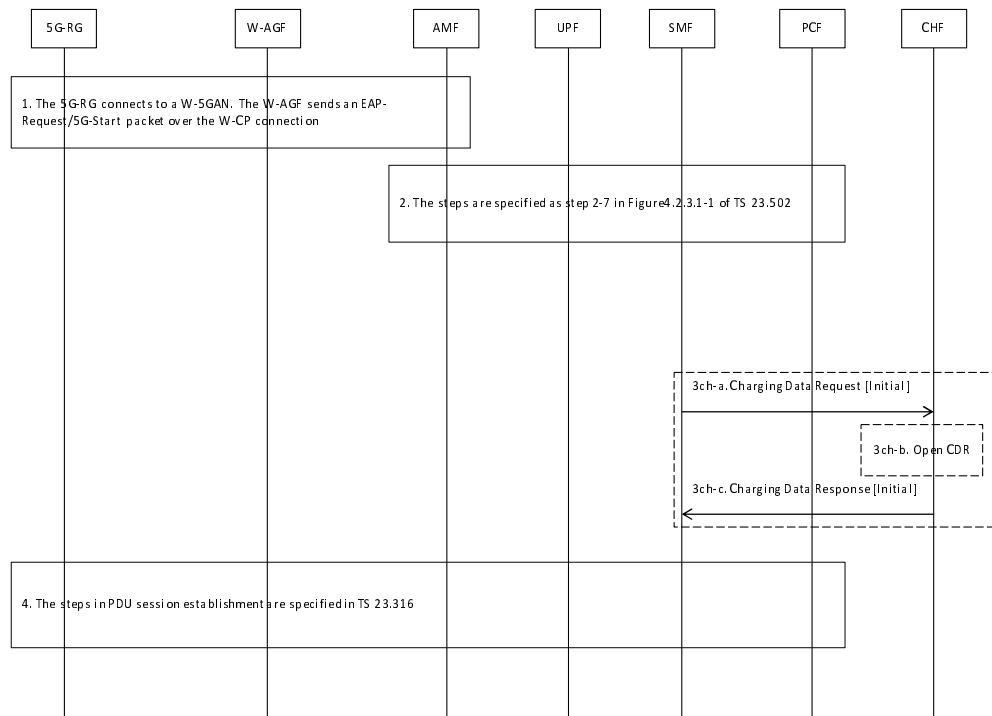 5G-RG
W-AGF
AMF
UPF
SMF
PCF
CHF
1. The 5G-RG connects to a W-5GAN. The W-AGF sends an EAP-
Request/5G-Start packet over the W-CP connection
2. The steps are specified as step 2-7 in Figure4.2.3.1-1 of TS 23.502
3ch-a. Charging Data Request [Initial]
3ch-b. Open CDR
3ch-c. Charging Data Response [Initial]
4. The steps in PDU session establishment are specified in TS 23.316